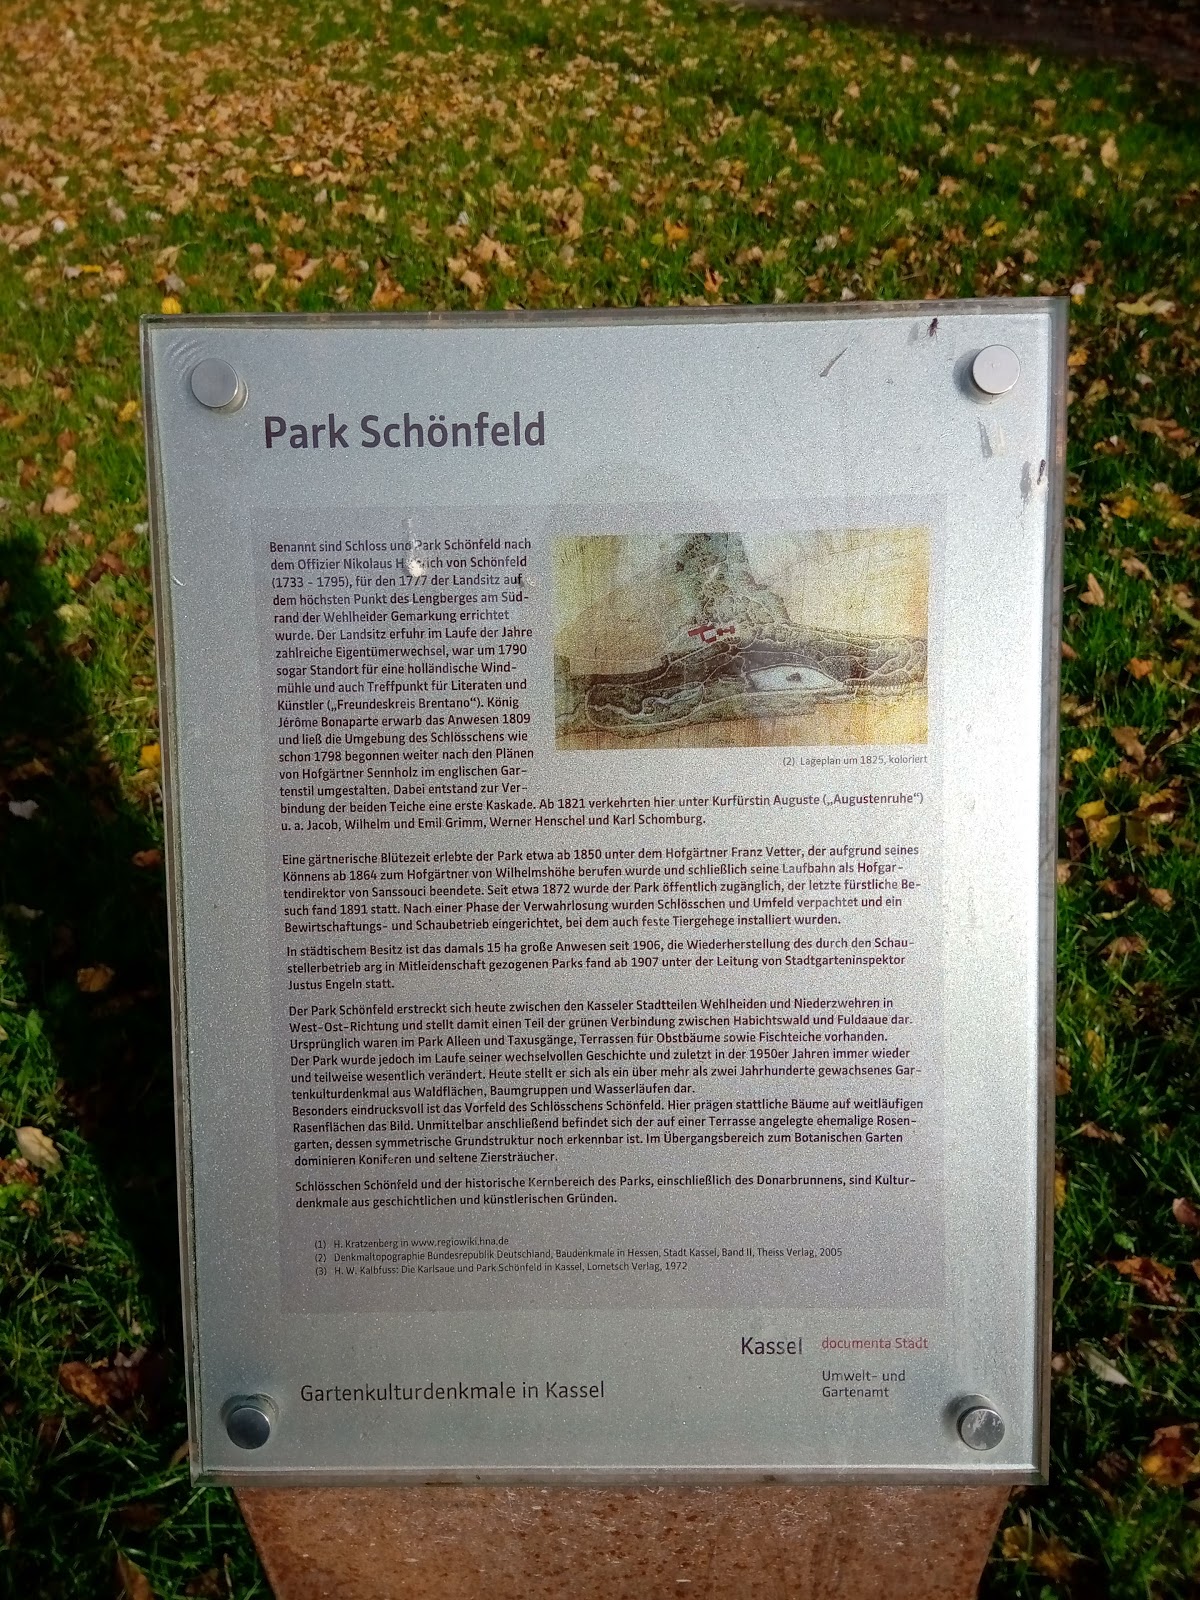 Park Schönfeld
Benannt sind Schloss und Park Schönfeld nach
dem Offizier Nikolaus von Schönfeld
(1733 - 1795), für den 1777 der Landsitz auf
dem höchsten Punkt des Lengberges am Süd-
rand der Wehlheider Gemarkung errichtet
wurde. Der Landsitz erfuhr im Laufe der Jahre
zahlreiche Eigentümerwechsel, war um 1790
sogar Standort für eine holländische Wind-
mühle und auch Treffpunkt für Literaten und
Künstler („Freundeskreis Brentano“). König
Jérôme Bonaparte erwarb das Anwesen 1809
und ließ die Umgebung des Schlösschens wie
schon 1798 begonnen weiter nach den Plänen
von Hofgärtner Sennholz im englischen Gar-
tenstil umgestalten. Dabei entstand zur Ver-
(2) Lageplan um 1825, koloriert
bindung der beiden Teiche eine erste Kaskade. Ab 1821 verkehrten hier unter Kurfürstin Auguste („Augustenruhe“)
u. a. Jacob, Wilhelm und Emil Grimm, Werner Henschel und Karl Schomburg.
Eine gärtnerische Blütezeit erlebte der Park etwa ab 1850 unter dem Hofgärtner Franz Vetter, der aufgrund seines
Könnens ab 1864 zum Hofgärtner von Wilhelmshöhe berufen wurde und schließlich seine Laufbahn als Hofgar-
tendirektor von Sanssouci beendete. Seit etwa 1872 wurde der Park öffentlich zugänglich, der letzte fürstliche Be-
such fand 1891 statt. Nach einer Phase der Verwahrlosung wurden Schlösschen und Umfeld verpachtet und ein
Bewirtschaftungs- und Schaubetrieb eingerichtet, bei dem auch feste Tiergehege installiert wurden.
In städtischem Besitz ist das damals 15 ha große Anwesen seit 1906, die Wiederherstellung des durch den Schau-
stellerbetrieb arg in Mitleidenschaft gezogenen Parks fand ab 1907 unter der Leitung von Stadtgarteninspektor
Justus Engeln statt.
Der Park Schönfeld erstreckt sich heute zwischen den Kasseler Stadtteilen Wehlheiden und Niederzwehren in
West-Ost-Richtung und stellt damit einen Teil der grünen Verbindung zwischen Habichtswald und Fuldaaue dar.
Ursprünglich waren im Park Alleen und Taxusgänge, Terrassen für Obstbäume sowie Fischteiche vorhanden.
Der Park wurde jedoch im Laufe seiner wechselvollen Geschichte und zuletzt in der 1950er Jahren immer wieder
und teilweise wesentlich verändert. Heute stellt er sich als ein über mehr als zwei Jahrhunderte gewachsenes Gar-
tenkulturdenkmal aus Waldflächen, Baumgruppen und Wasserläufen dar.
Besonders eindrucksvoll ist das Vorfeld des Schlösschens Schönfeld. Hier prägen stattliche Bäume auf weitläufigen
Rasenflächen das Bild. Unmittelbar anschließend befindet sich der auf einer Terrasse angelegte ehemalige Rosen-
garten, dessen symmetrische Grundstruktur noch erkennbar ist. Im Übergangsbereich zum Botanischen Garten
dominieren Koniferen und seltene Ziersträucher.
Schlösschen Schönfeld und der historische Kernbereich des Parks, einschließlich des Donarbrunnens, sind Kultur-
denkmale aus geschichtlichen und künstlerischen Gründen.
(1) H. Kratzenberg in www.regiowiki.hna.de
(2) Denkmaltopographie Bundesrepublik Deutschland, Baudenkmale in Hessen, Stadt Kassel, Band II, Theiss Verlag, 2005
(3) H. W. Kalbfuss: Die Karlsaue und Park Schönfeld in Kassel, Lometsch Verlag, 1972
Kassel documenta Stadt
Umwelt- und
Gartenamt
Gartenkulturdenkmale in Kassel